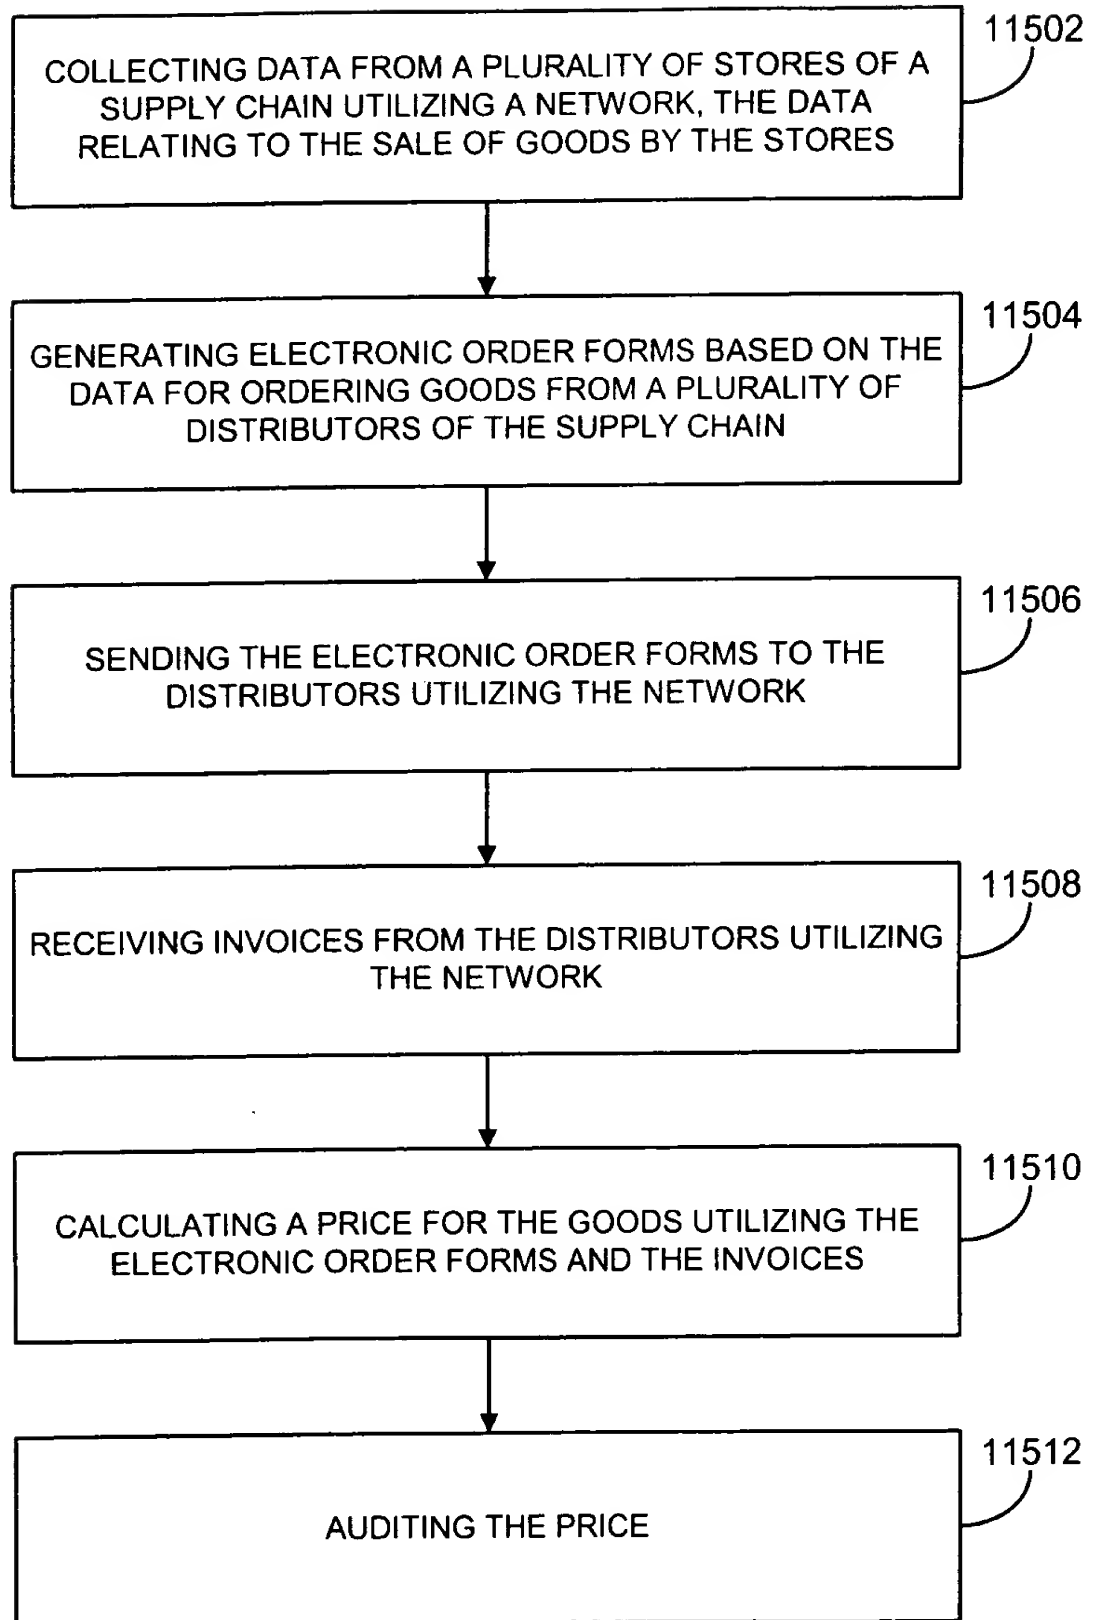 11502
COLLECTING DATA FROM A PLURALITY OF STORES OF A
SUPPLY CHAIN UTILIZING A NETWORK, THE DATA
RELATING TO THE SALE OF GOODS BY THE STORES
11504
GENERATING ELECTRONIC ORDER FORMS BASED ON THE
DATA FOR ORDERING GOODS FROM A PLURALITY OF
DISTRIBUTORS OF THE SUPPLY CHAIN
11506
SENDING THE ELECTRONIC ORDER FORMS TO THE
DISTRIBUTORS UTILIZING THE NETWORK
11508
RECEIVING INVOICES FROM THE DISTRIBUTORS UTILIZING
THE NETWORK
11510
CALCULATING A PRICE FOR THE GOODS UTILIZING THE
ELECTRONIC ORDER FORMS AND THE INVOICES
11512
AUDITING THE PRICE